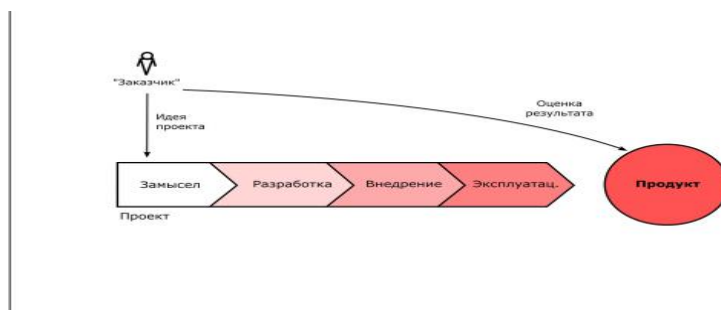 "Заказчик"
Идея
проекта
Оценка
результата
Замысел
Разработка
Внедрение
Эксплуатац.
Продукт
Проект